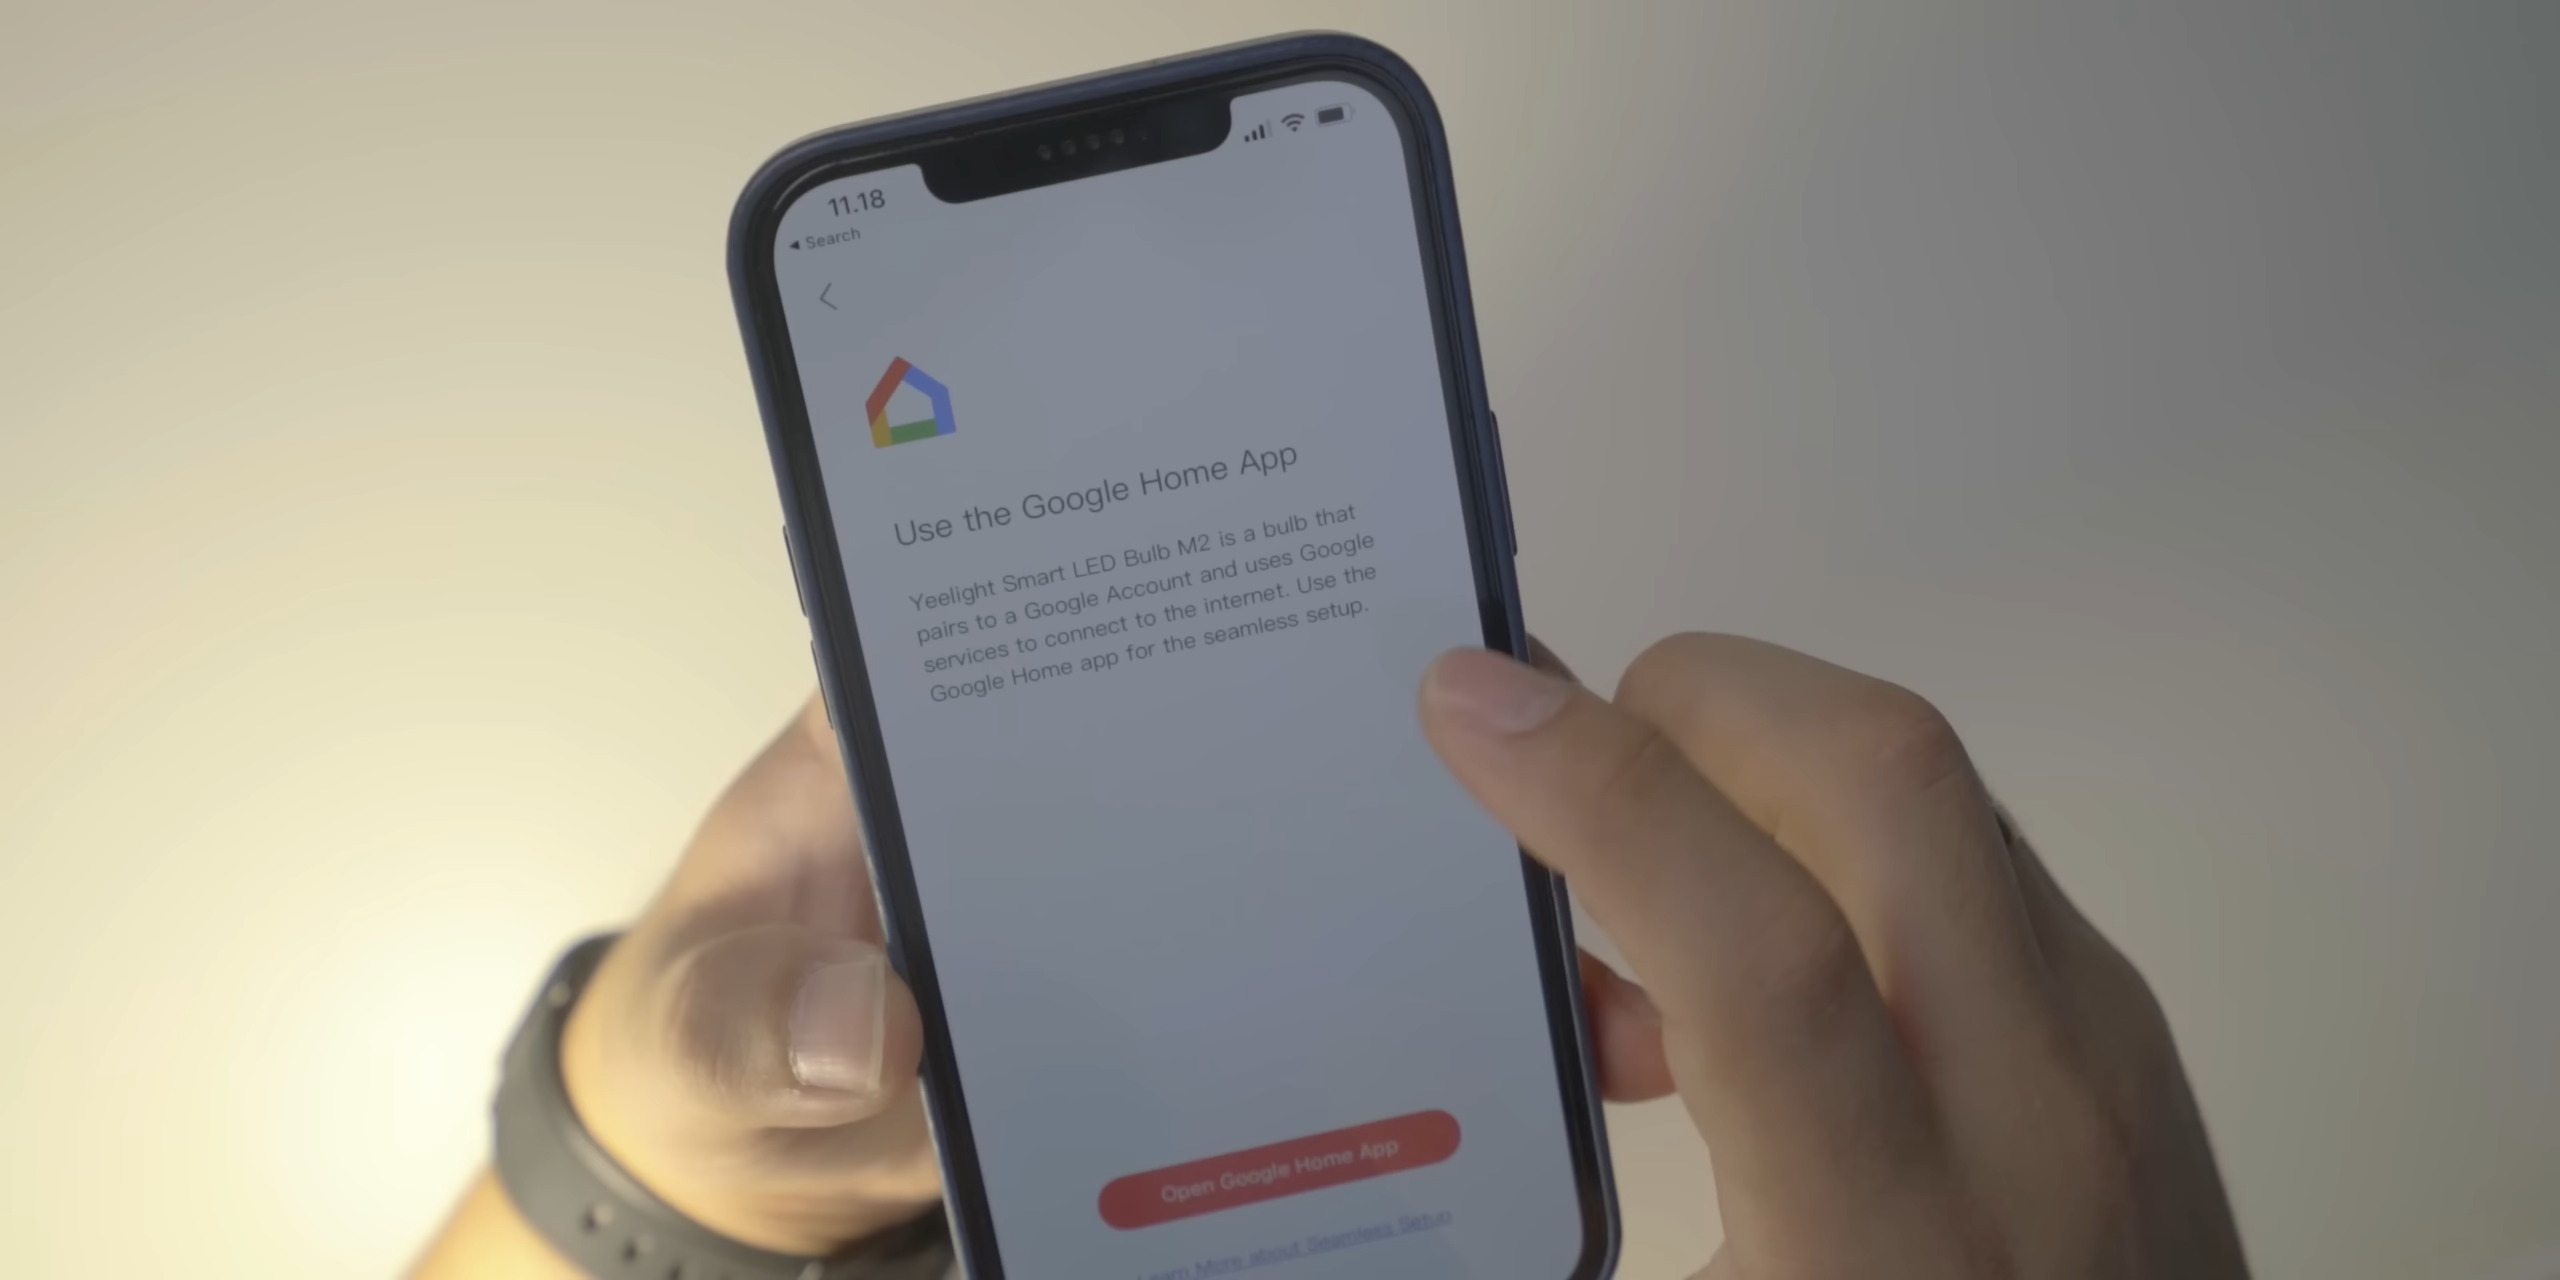 11.18
Search
Use the Google Home App
Yeelight Smart LED Bulb M2 is a bulb that
pairs to a Google Account and uses Google
services to connect to the internet. Use the
Google Home app for the seamless setup.
Open Google Home App
Learn More about Seamless Setup